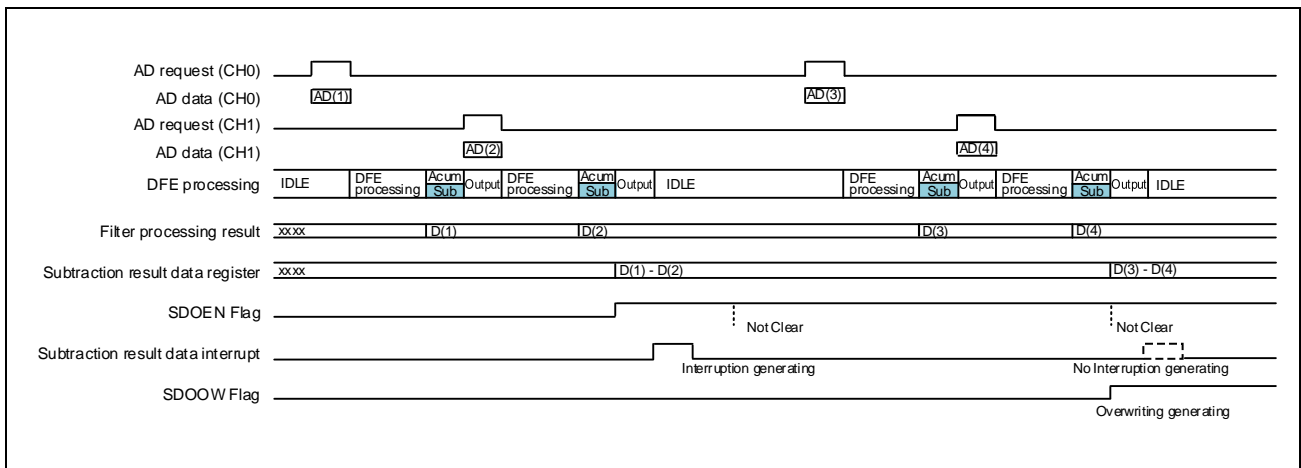 AD request (CH0)
AD data (CH0) AD(1) AD(3)
AD request (CH1)
AD data (CH1) AD(2) AD(4)
DFE processing IDLE DFE processing Acum Sub Output DFE processing Acum Sub Output IDLE DFE processing Acum Sub Output DFE processing Acum Sub Output IDLE
Filter processing result xxxx D(1) D(2) D(3) D(4)
Subtraction result data register xxxx D(1) - D(2) D(3) - D(4)
SDOEN Flag
Not Clear Not Clear
Subtraction result data interrupt
Interruption generating No Interruption generating
SDOOW Flag
Overwriting generating